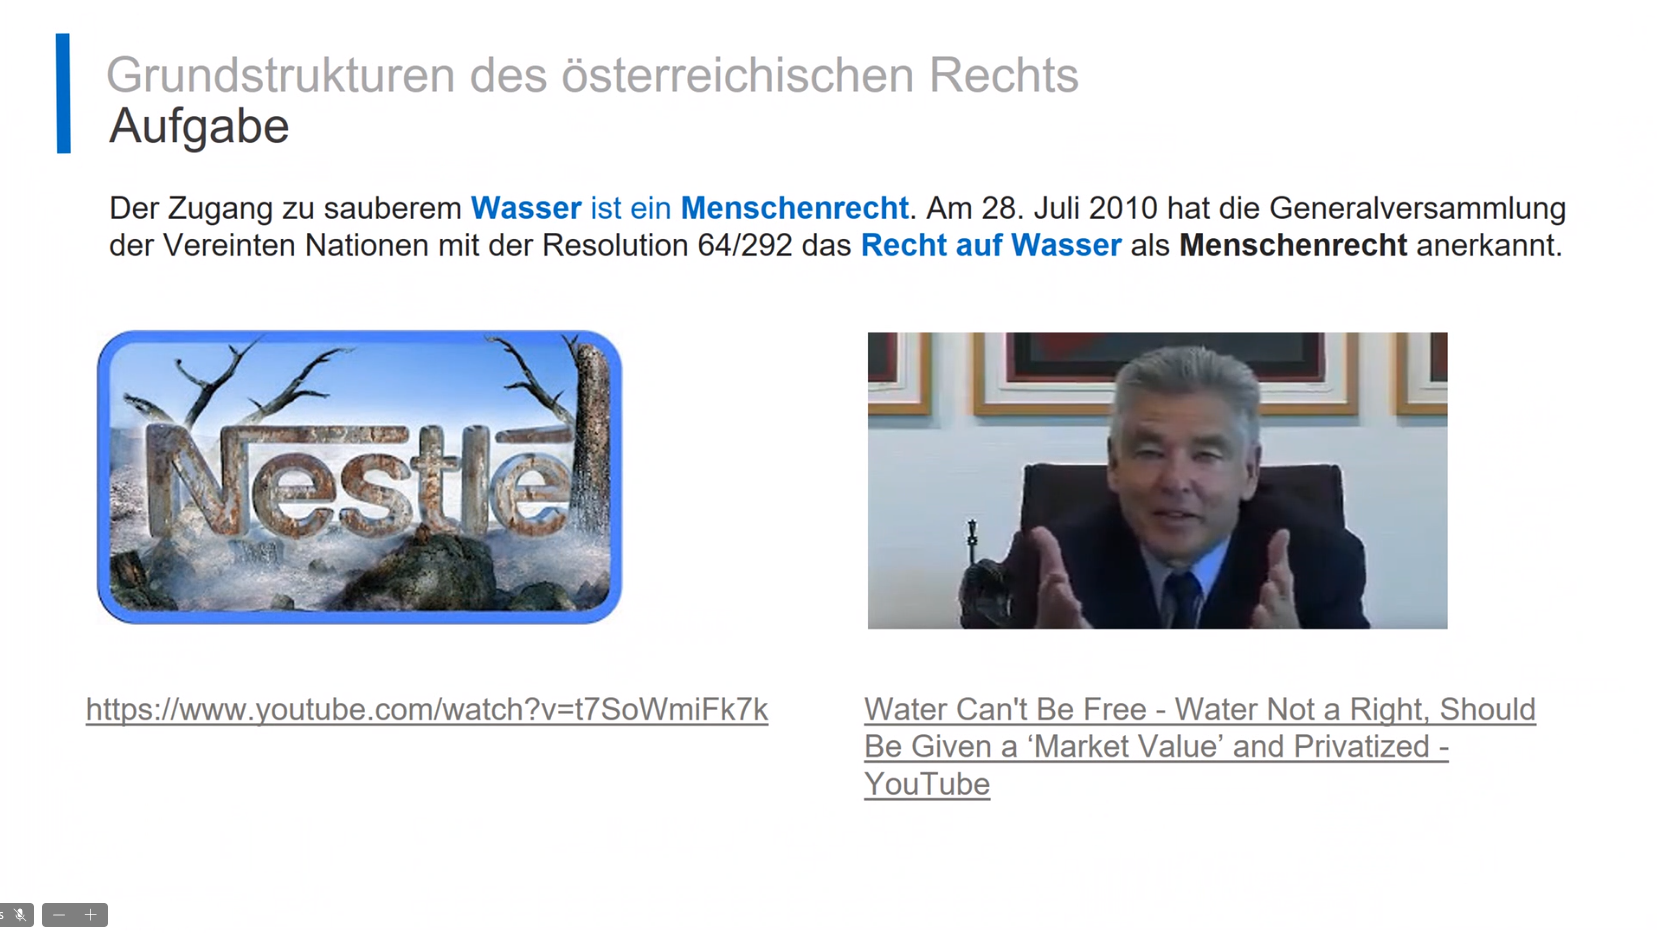 Grundstrukturen des österreichischen Rechts
Aufgabe
Der Zugang zu sauberem Wasser ist ein Menschenrecht. Am 28. Juli 2010 hat die Generalversammlung
der Vereinten Nationen mit der Resolution 64/292 das Recht auf Wasser als Menschenrecht anerkannt.
Nestlé
https://www.youtube.com/watch?v=t7SoWmiFk7k
Water Can't Be Free - Water Not a Right, Should
Be Given a ‘Market Value’ and Privatized -
YouTube
s